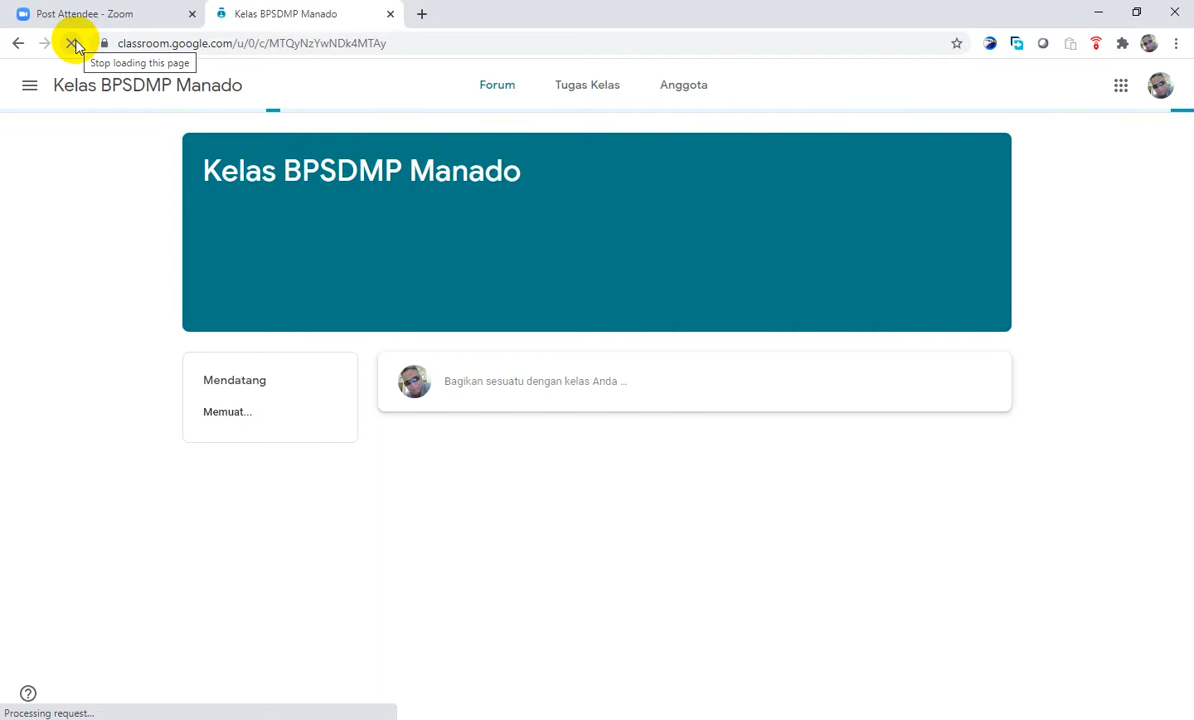 Post Attendee - Zoom
Kelas BPSDMP Manado
classroom.google.com/u/0/c/MTQyNzYwNDk4MTAy
Stop loading this page
Kelas BPSDMP Manado
Forum
Tugas Kelas
Anggota
Kelas BPSDMP Manado
Mendatang
Memuat...
Bagikan sesuatu dengan kelas Anda ...
Processing request...